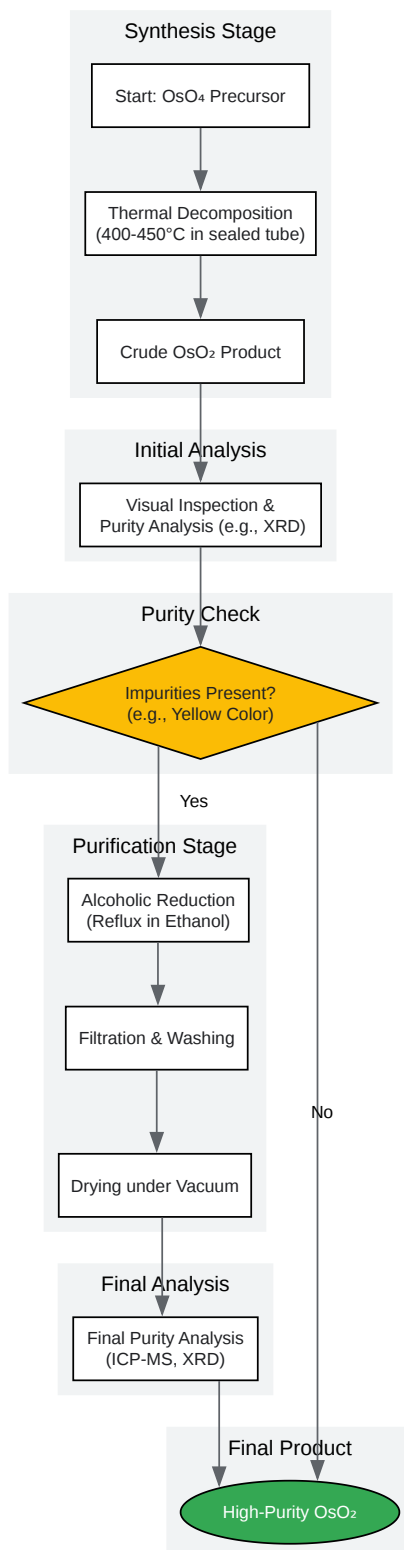 Synthesis Stage
Start: OsO₄ Precursor
Thermal Decomposition
(400-450°C in sealed tube)
Crude OsO₂ Product
Initial Analysis
Visual Inspection &
Purity Analysis (e.g., XRD)
Purity Check
Impurities Present?
(e.g., Yellow Color)
Yes
Purification Stage
Alcoholic Reduction
(Reflux in Ethanol)
Filtration & Washing
No
Drying under Vacuum
Final Analysis
Final Purity Analysis
(ICP-MS, XRD)
Final Product
High-Purity OsO₂